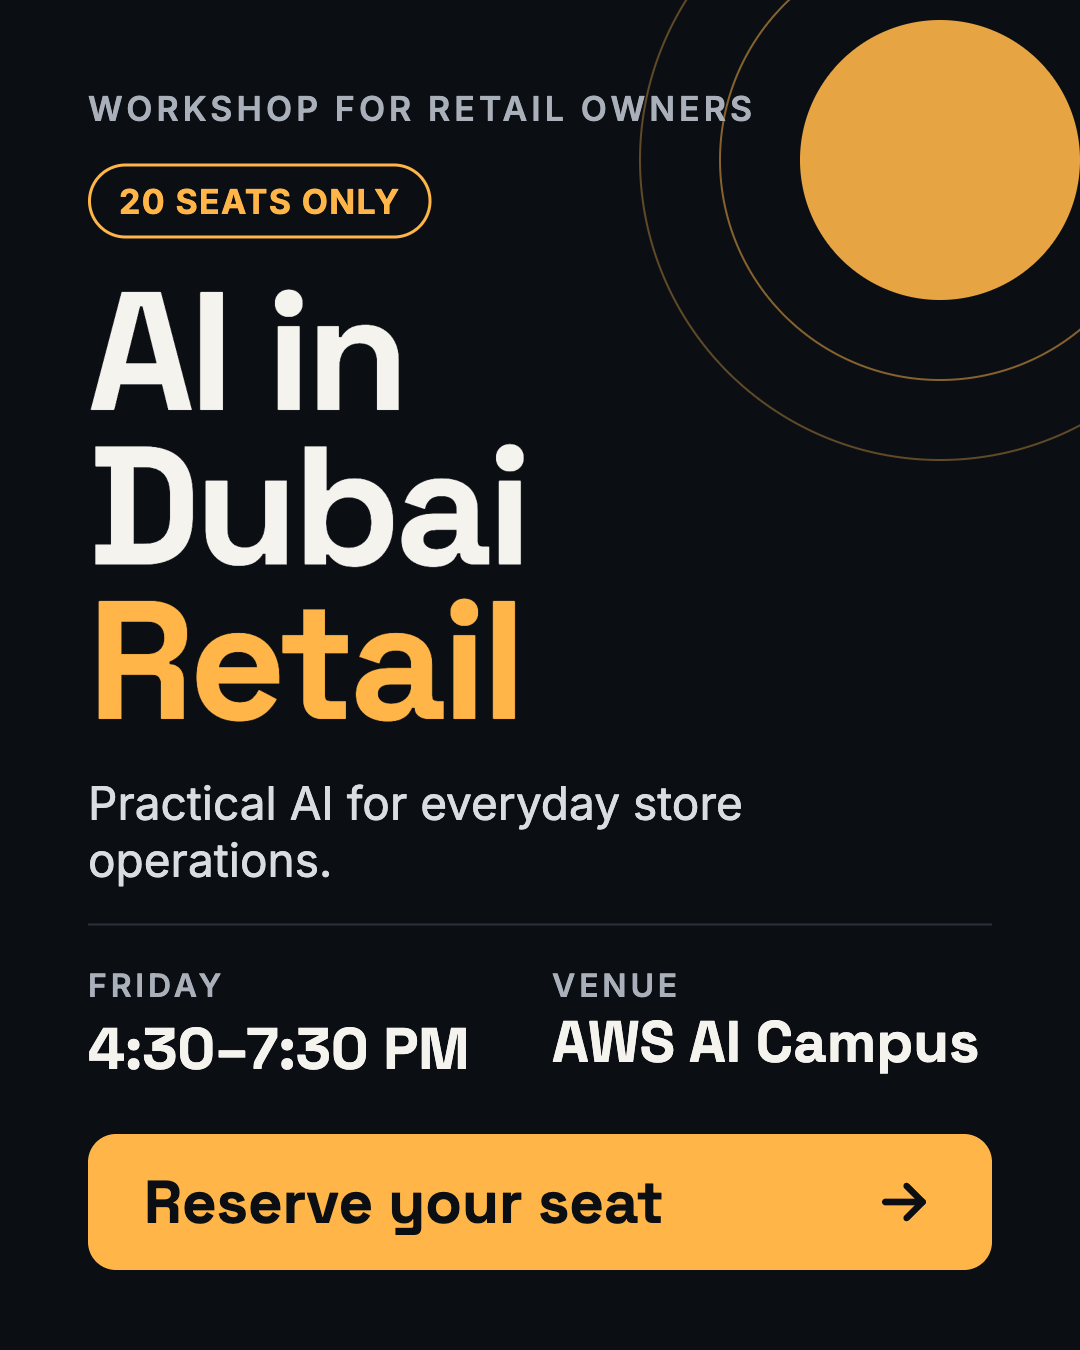 WORKSHOP FOR RETAIL OWNERS
20 SEATS ONLY
AI in
Dubai
Retail
Practical AI for everyday store
operations.
FRIDAY
4:30–7:30 PM
VENUE
AWS AI Campus
Reserve your seat →